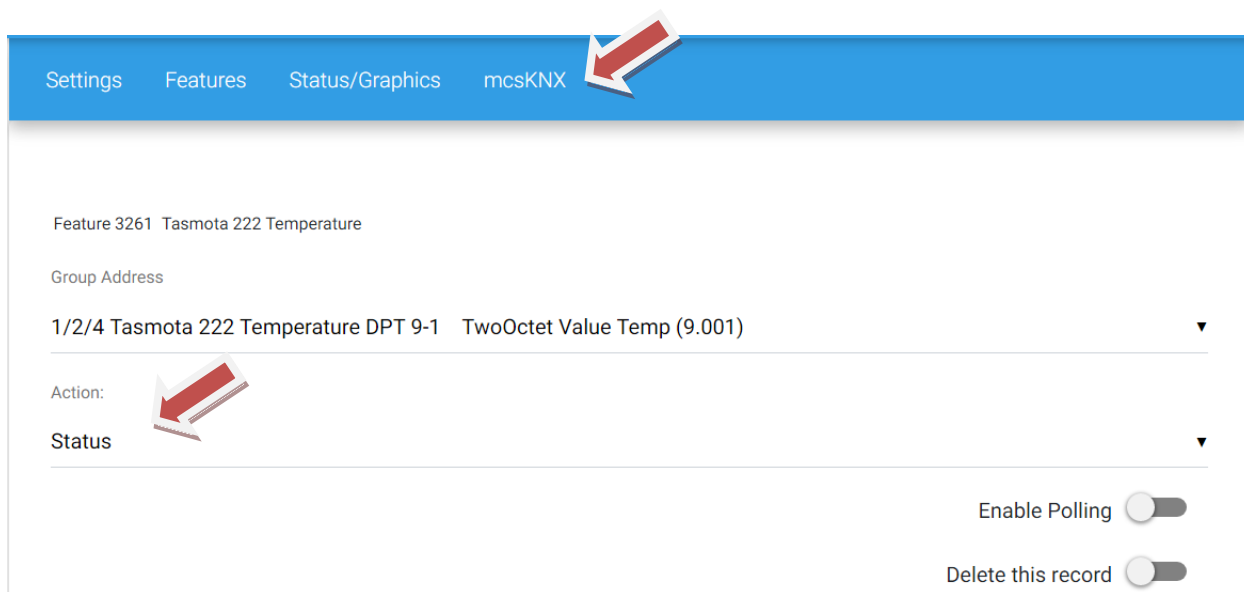 Settings Features Status/Graphics mcsKNX
Feature 3261 Tasmota 222 Temperature
Group Address
1/2/4 Tasmota 222 Temperature DPT 9-1 TwoOctet Value Temp (9.001)
Action:
Status
Enable Polling
Delete this record